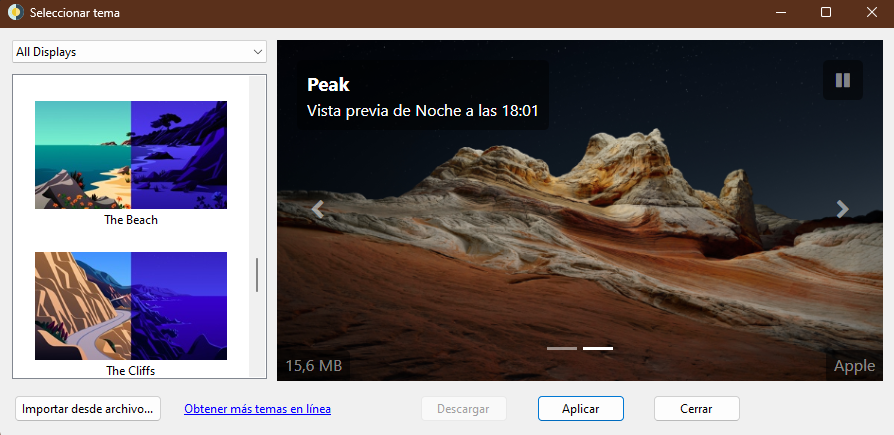 Seleccionar tema
All Displays
The Beach
The Cliffs
Peak
Vista previa de Noche a las 18:01
15,6 MB
Apple
Importar desde archivo...
Obtener más temas en línea
Descargar
Aplicar
Cerrar